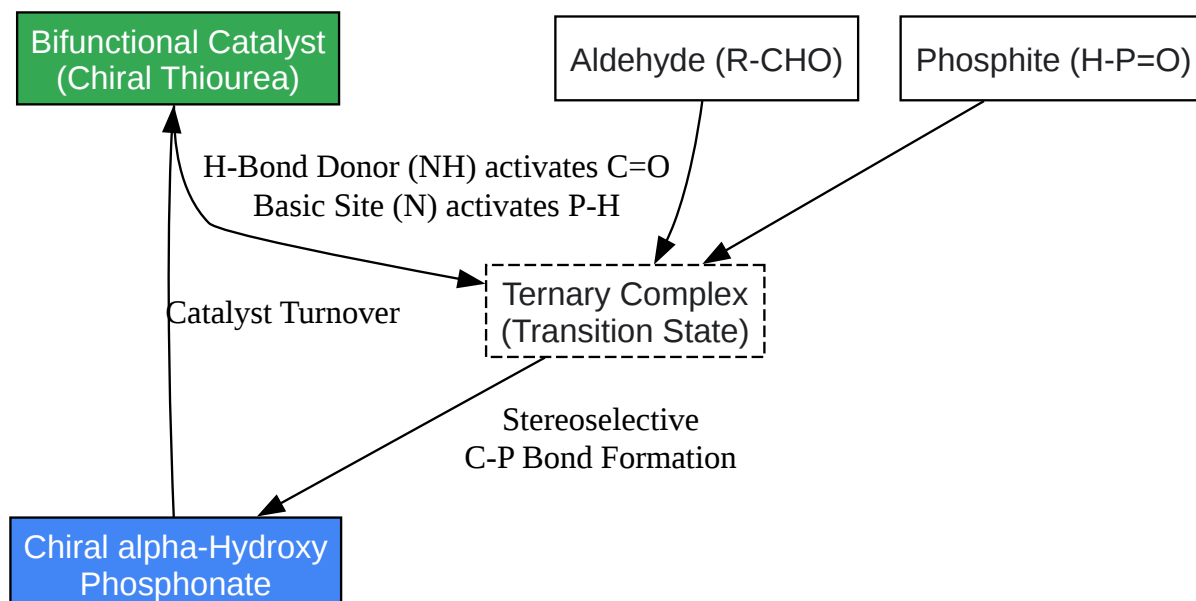 Bifunctional Catalyst
(Chiral Thiourea)
Aldehyde (R-CHO)
Phosphite (H-P=O)
H-Bond Donor (NH) activates C=O
Basic Site (N) activates P-H
Ternary Complex
(Transition State)
Catalyst Turnover
Stereoselective
C-P Bond Formation
Chiral alpha-Hydroxy
Phosphonate